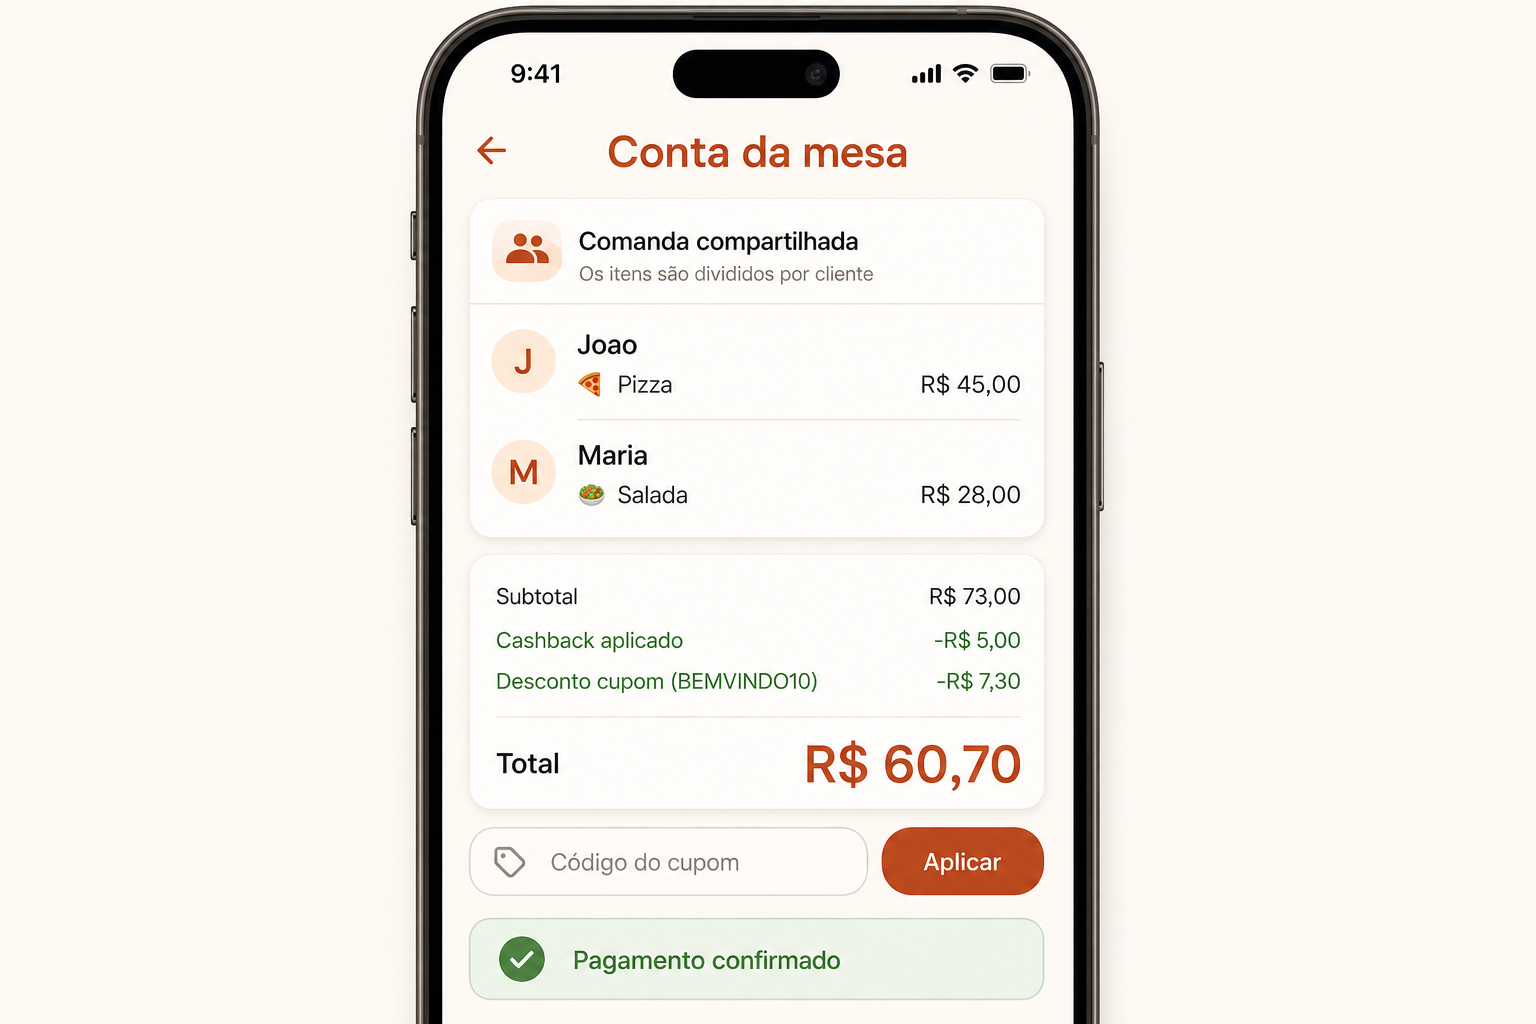 9:41
Conta da mesa
Comanda compartilhada
Os itens são divididos por cliente
J
Joao
Pizza
R$ 45,00
M
Maria
Salada
R$ 28,00
Subtotal
R$ 73,00
Cashback aplicado
-R$ 5,00
Desconto cupom (BEMVINDO10)
-R$ 7,30
Total
R$ 60,70
Código do cupom
Aplicar
Pagamento confirmado